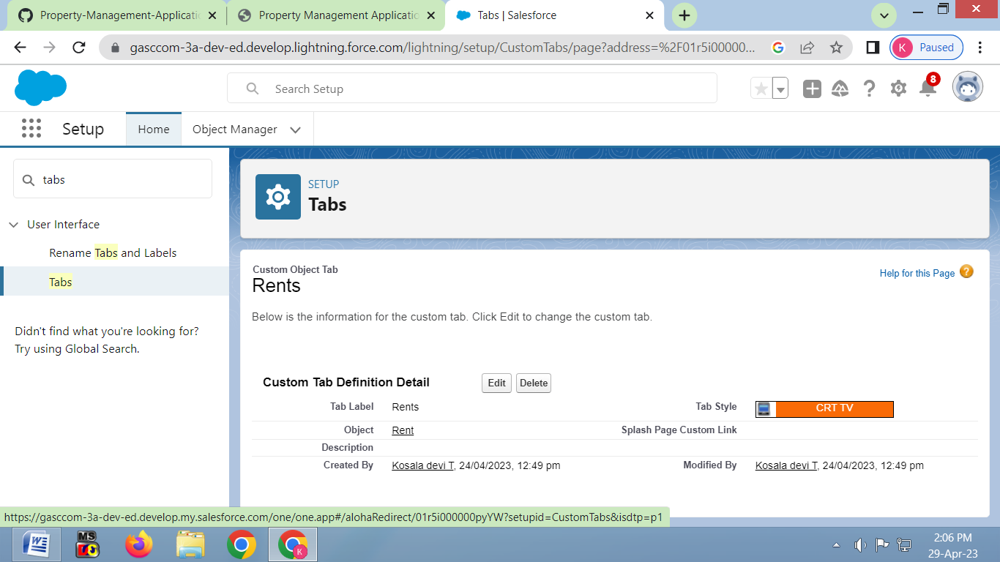 Property-Management-Applicati
Property Management Applicatio
Tabs | Salesforce
gasccom-3a-dev-ed.develop.lightning.force.com/lightning/setup/CustomTabs/page?address=%2F01r5i00000...
K
Paused
Search Setup
8
Setup
Home
Object Manager
tabs
User Interface
Rename Tabs and Labels
Tabs
Didn't find what you're looking for?
Try using Global Search.
SETUP
Tabs
Custom Object Tab
Rents
Help for this Page ?
Below is the information for the custom tab. Click Edit to change the custom tab.
Custom Tab Definition Detail
Edit
Delete
Tab Label Rents
Tab Style CRT TV
Object Rent
Splash Page Custom Link
Description
Created By Kosala devi T, 24/04/2023, 12:49 pm
Modified By Kosala devi T, 24/04/2023, 12:49 pm
https://gasccom-3a-dev-ed.develop.my.salesforce.com/one/one.app#/alohaRedirect/01r5i000000pyYW?setupid=CustomTabs&isdtp=p1
W
MS
K
2:06 PM
29-Apr-23